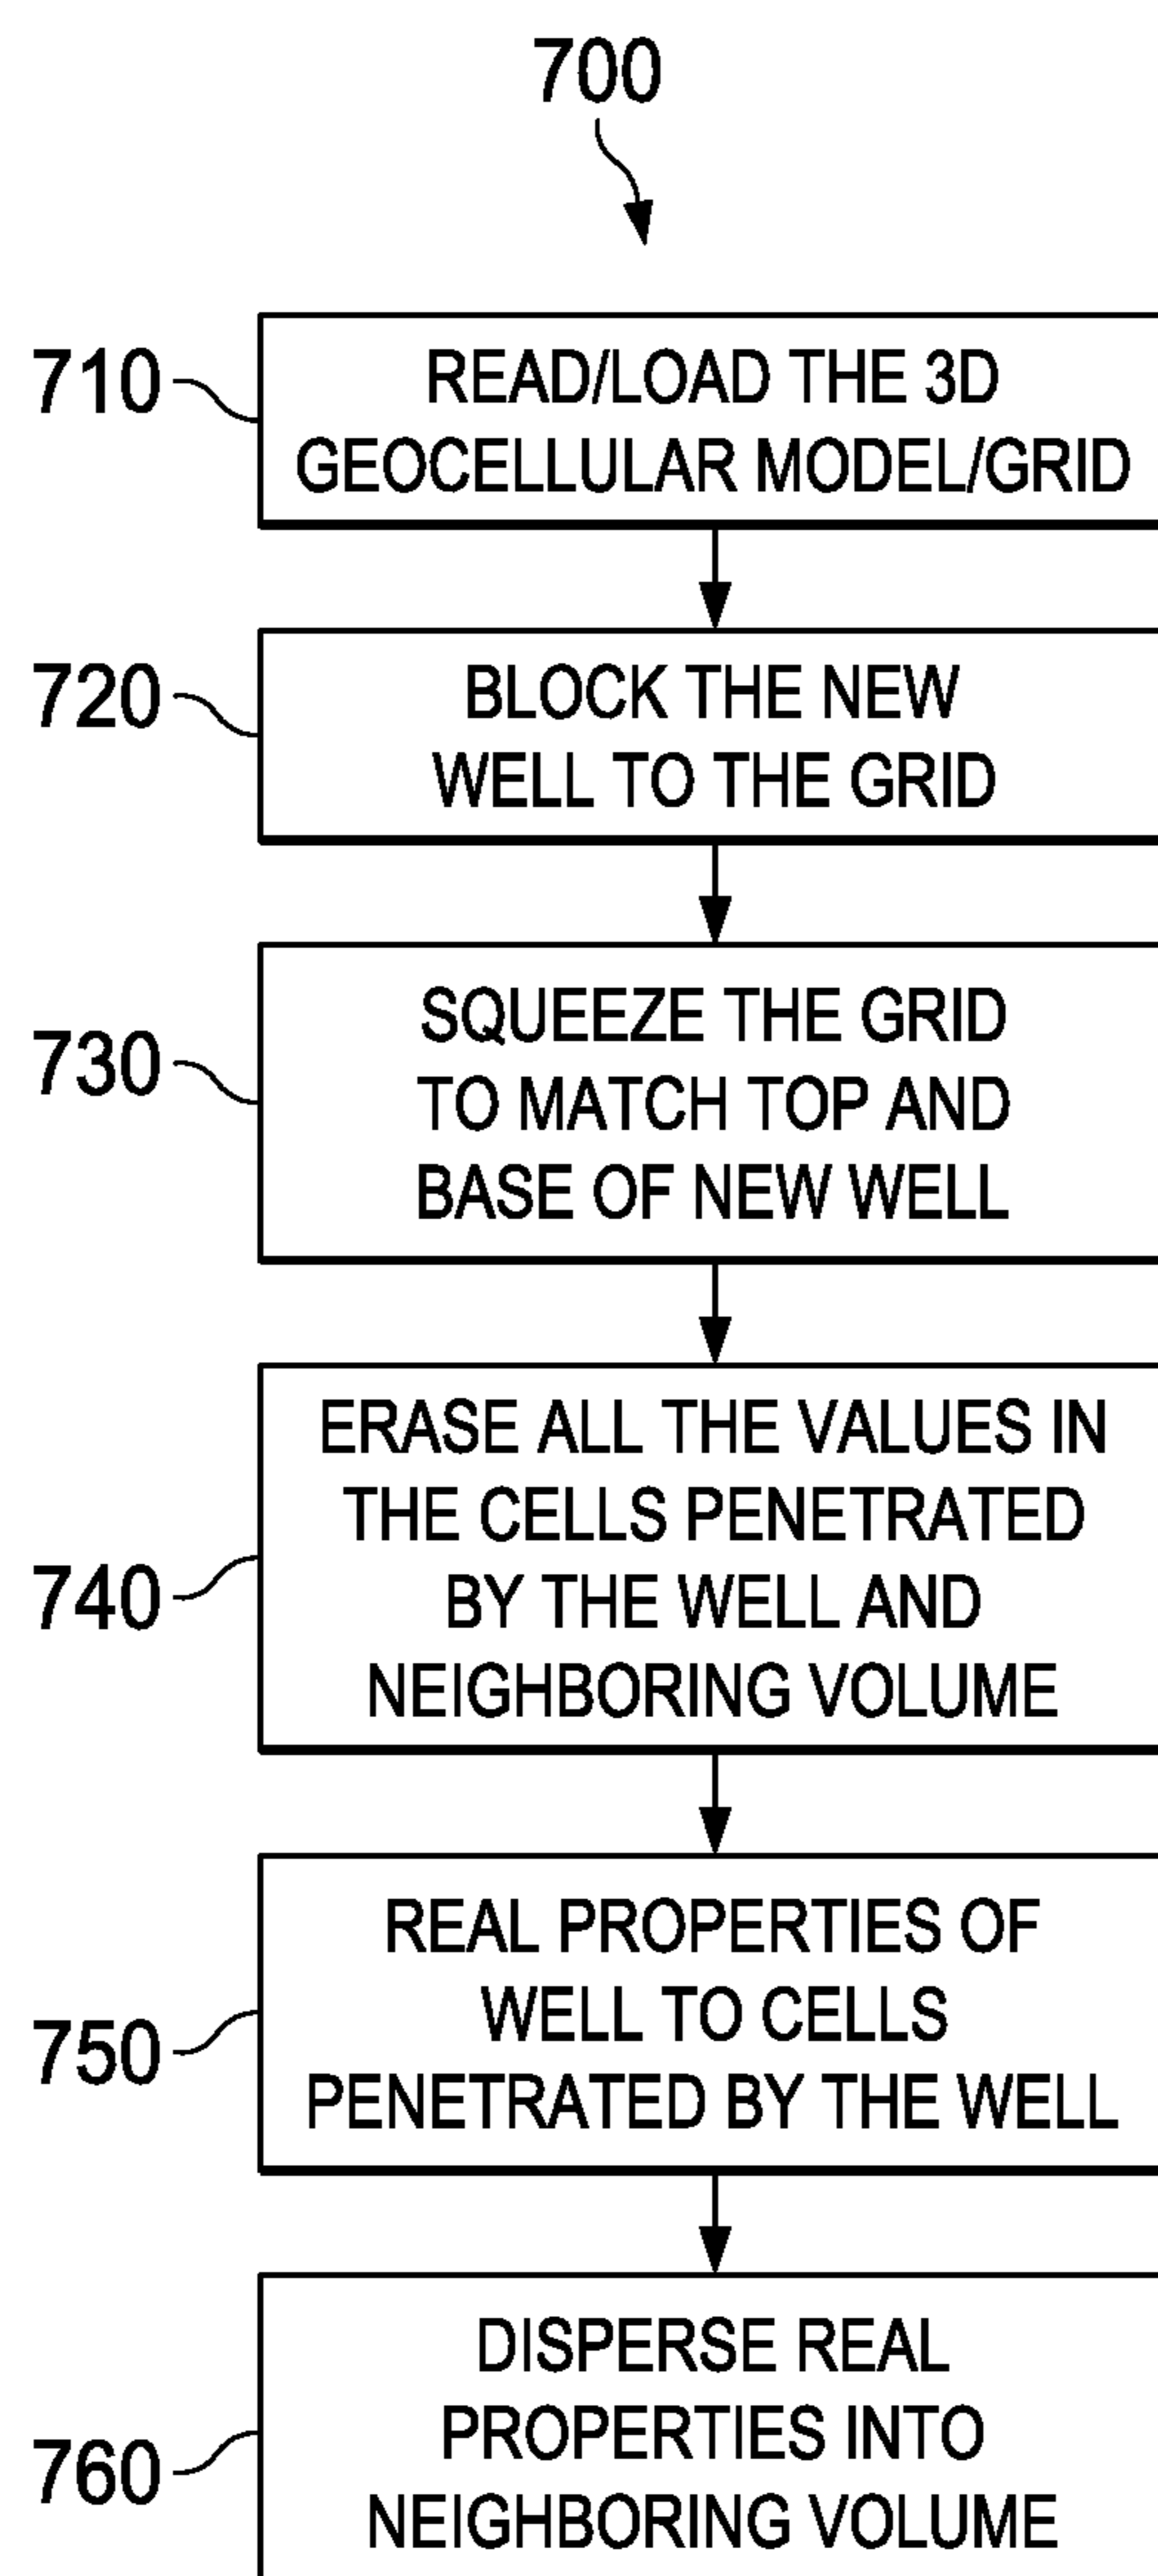 700
710
READ/LOAD THE 3D
GEOCELLULAR MODEL/GRID
720
BLOCK THE NEW
WELL TO THE GRID
730
SQUEEZE THE GRID
TO MATCH TOP AND
BASE OF NEW WELL
740
ERASE ALL THE VALUES IN
THE CELLS PENETRATED
BY THE WELL AND
NEIGHBORING VOLUME
750
REAL PROPERTIES OF
WELL TO CELLS
PENETRATED BY THE WELL
760
DISPERSE REAL
PROPERTIES INTO
NEIGHBORING VOLUME